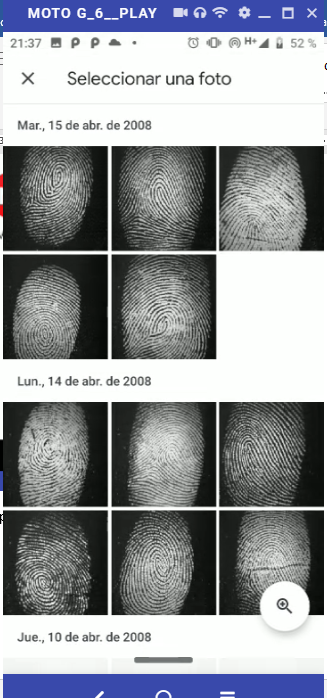 MOTO G_6__PLAY
21:37 H+ 52 %
Seleccionar una foto
Mar., 15 de abr. de 2008
Lun., 14 de abr. de 2008
Jue., 10 de abr. de 2008